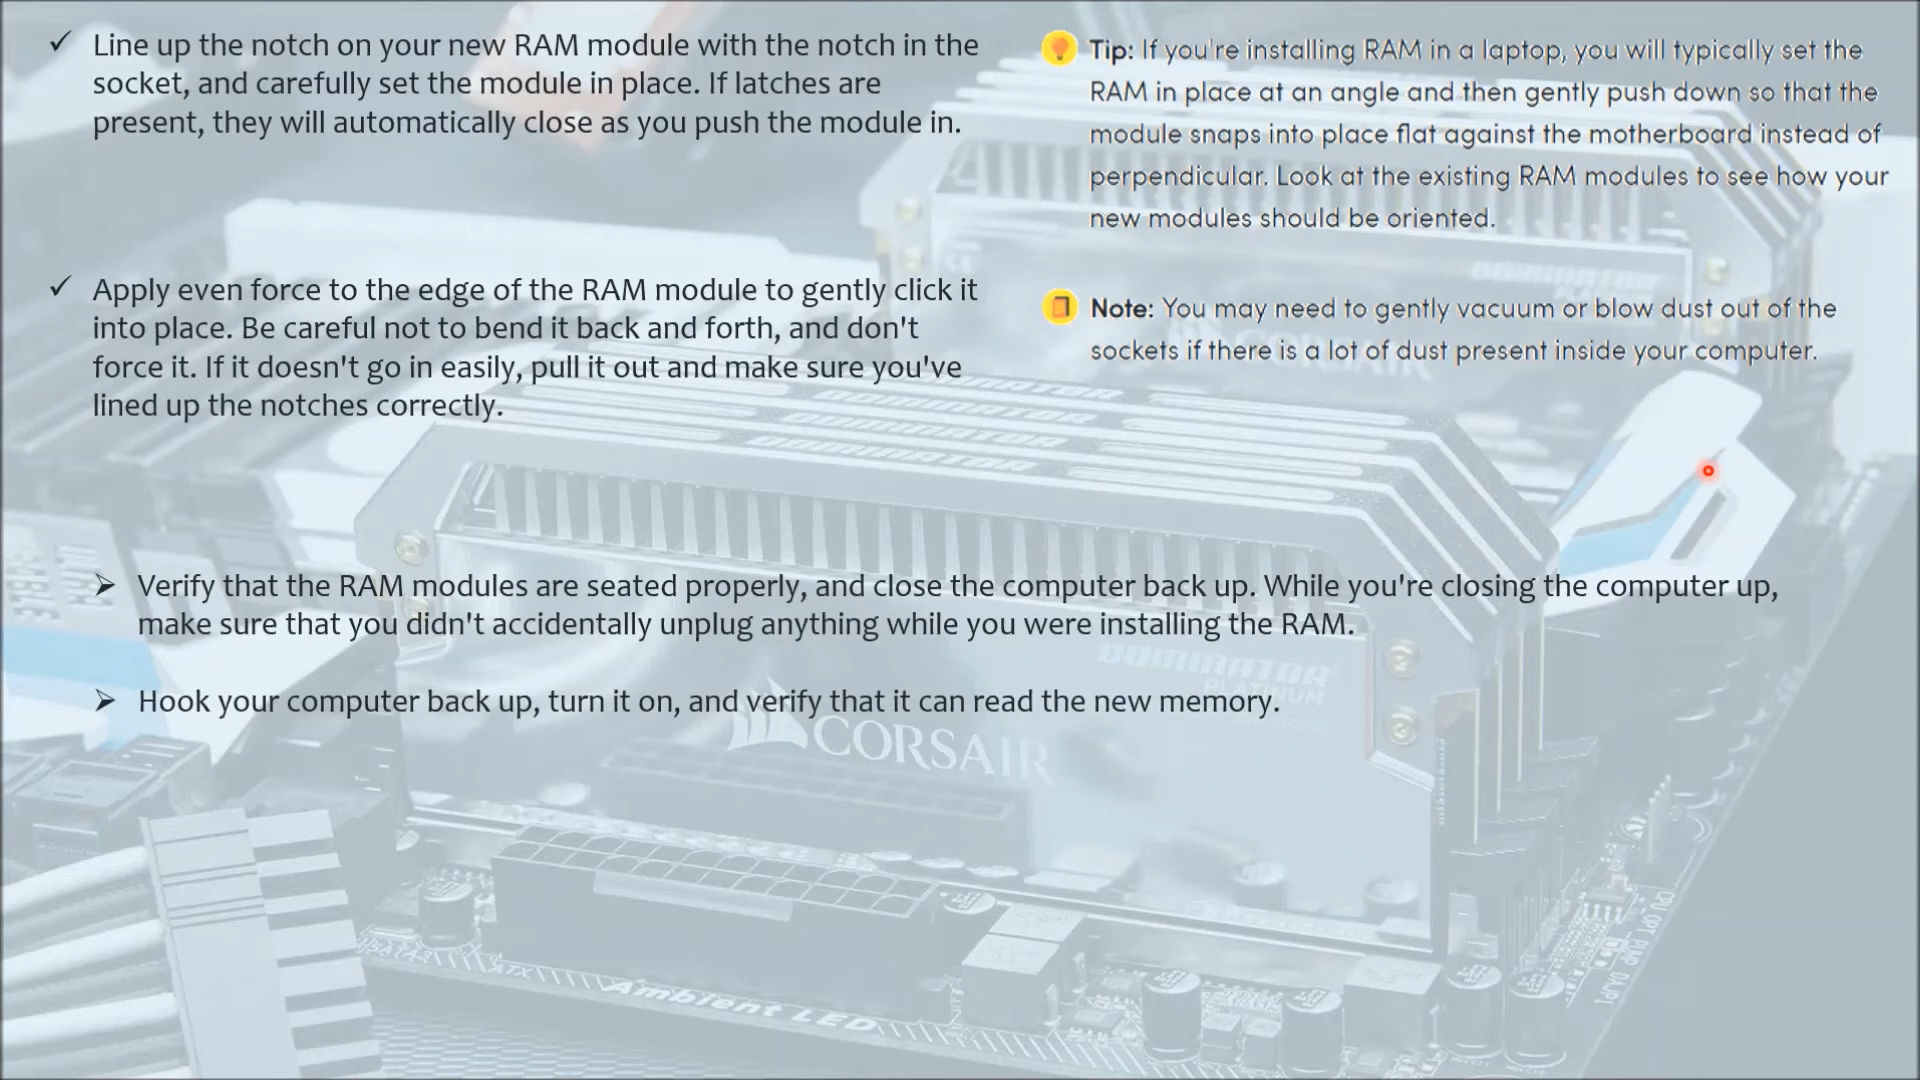 Line up the notch on your new RAM module with the notch in the
socket, and carefully set the module in place. If latches are
present, they will automatically close as you push the module in.
Apply even force to the edge of the RAM module to gently click it
into place. Be careful not to bend it back and forth, and don't
force it. If it doesn't go in easily, pull it out and make sure you've
lined up the notches correctly.
Tip: If you're installing RAM in a laptop, you will typically set the
RAM in place at an angle and then gently push down so that the
module snaps into place flat against the motherboard instead of
perpendicular. Look at the existing RAM modules to see how your
new modules should be oriented.
Note: You may need to gently vacuum or blow dust out of the
sockets if there is a lot of dust present inside your computer.
Verify that the RAM modules are seated properly, and close the computer back up. While you're closing the computer up,
make sure that you didn't accidentally unplug anything while you were installing the RAM.
Hook your computer back up, turn it on, and verify that it can read the new memory.
DOMINATOR
DOMINATOR
DOMINATOR
DOMINATOR
CORSAIR
DOMINATOR
PLATINUM
CORSAIR
Ambient LED